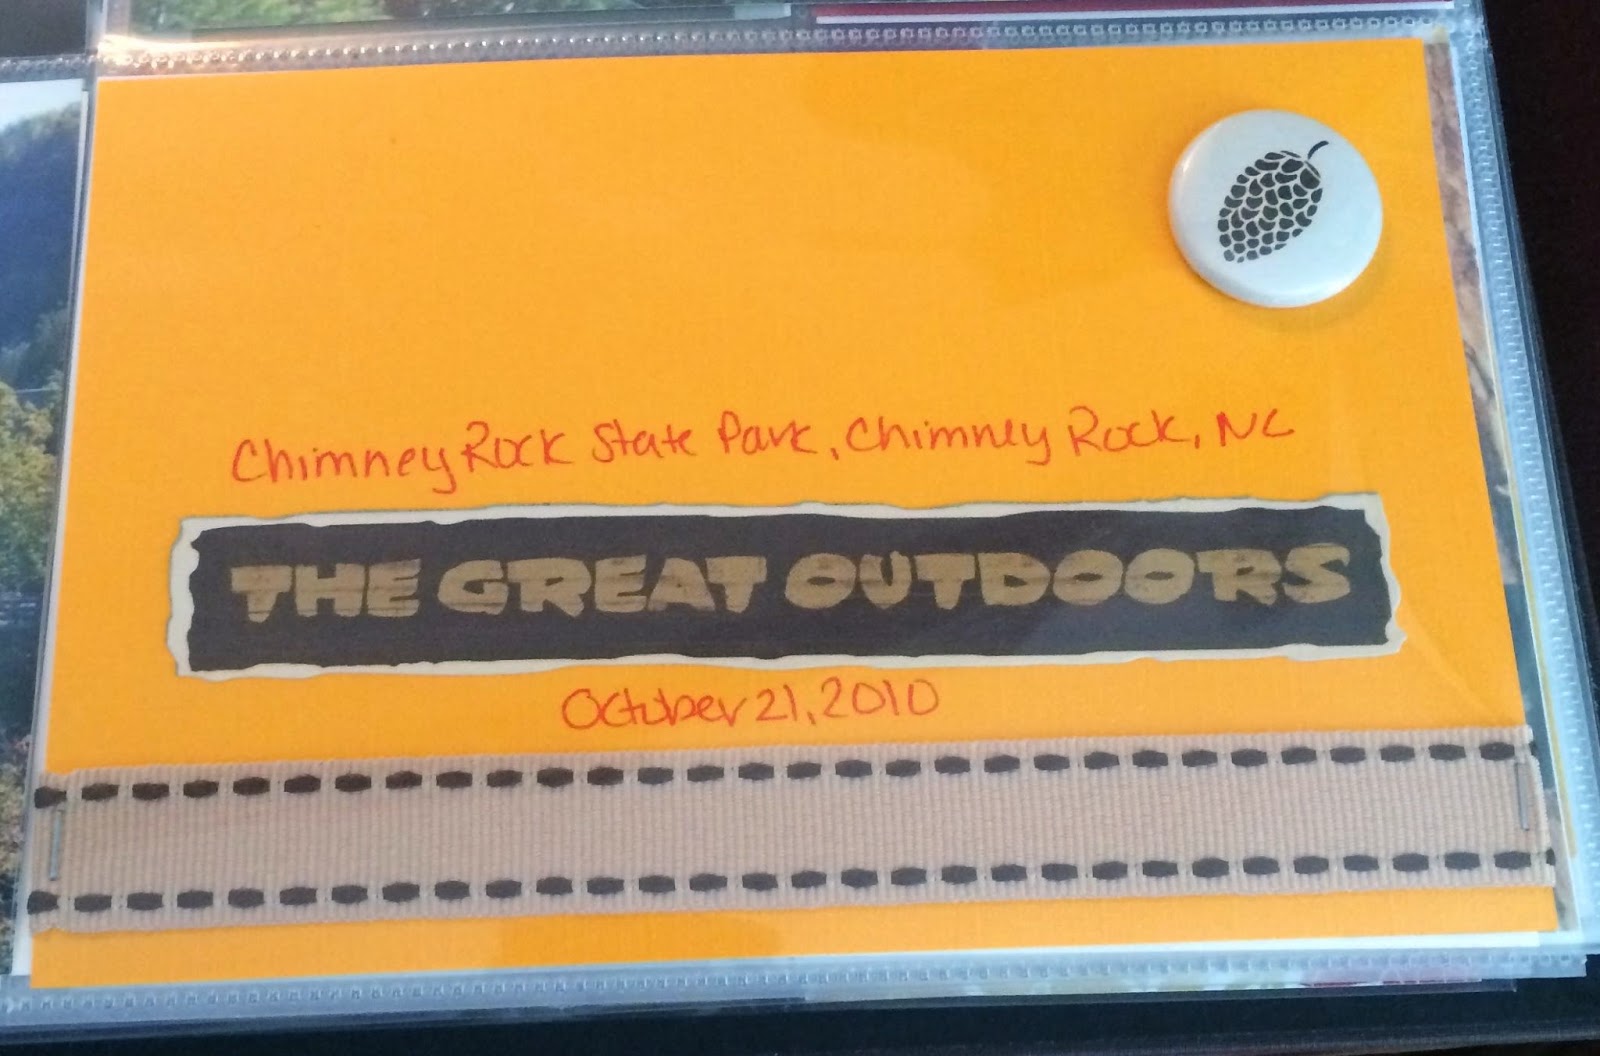 Chimney Rock State Park, Chimney Rock, NC
THE GREAT OUTDOORS
October 21, 2010